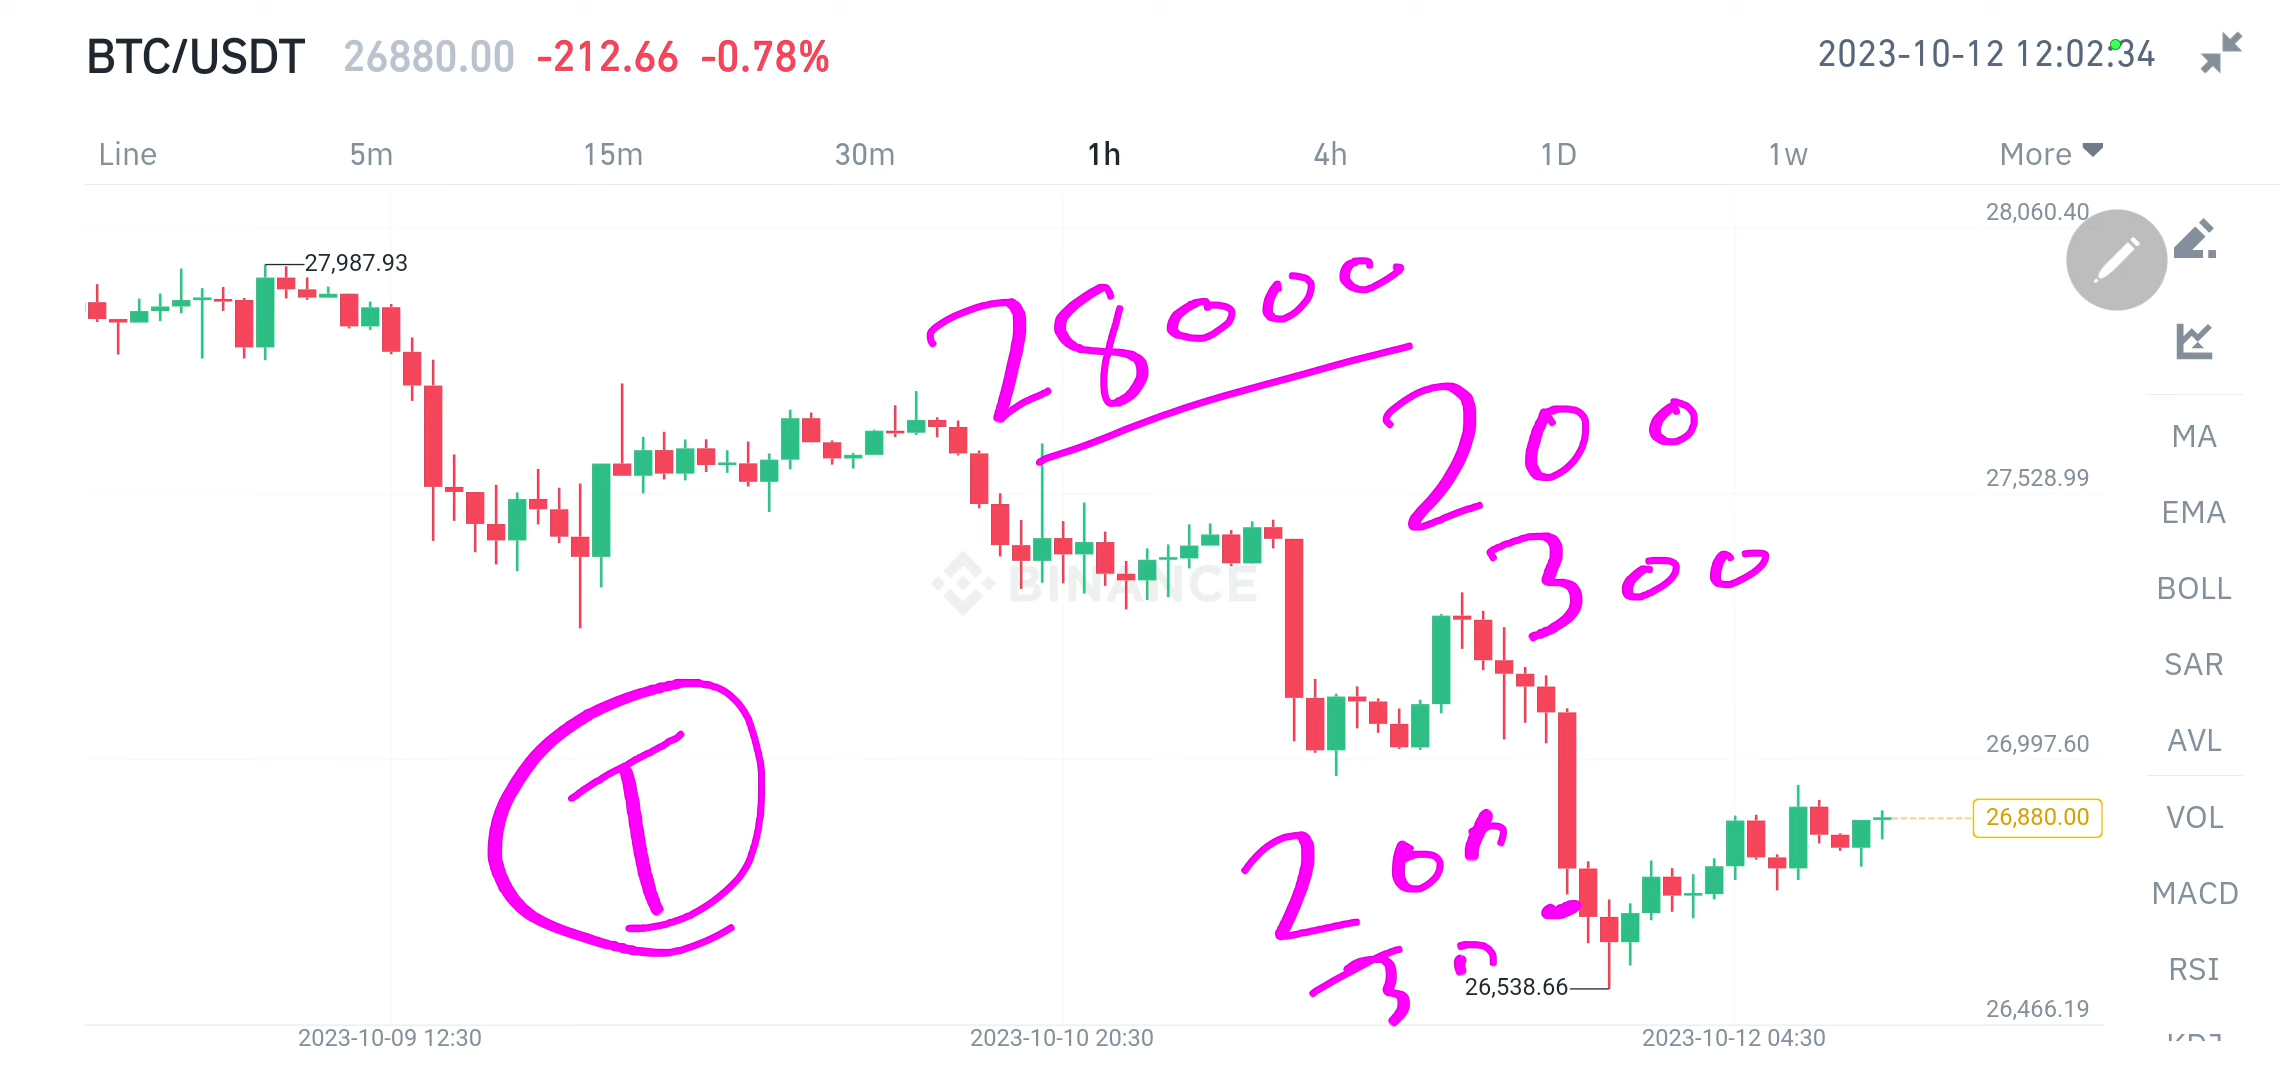 BTC/USDT 26880.00 -212.66 -0.78% 2023-10-12 12:02:34
Line 5m 15m 30m 1h 4h 1D 1w More
28,060.40
27,987.93
28000
200
27,528.99
300
BINANCE
I
26,997.60
26,880.00
200
26,538.66
26,466.19
2023-10-09 12:30 2023-10-10 20:30 2023-10-12 04:30
MA
EMA
BOLL
SAR
AVL
VOL
MACD
RSI